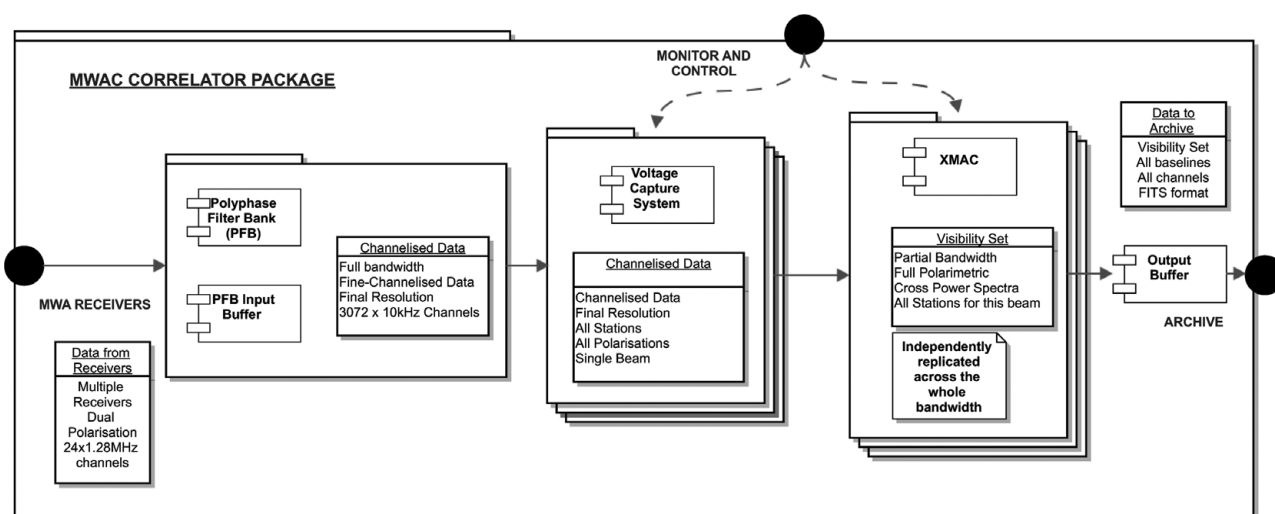 MWAC CORRELATOR PACKAGE
MONITOR AND
CONTROL
MWA RECEIVERS
Data from
Receivers
Multiple
Receivers
Dual
Polarisation
24x1.28MHz
channels
Polyphase
Filter Bank
(PFB)
PFB Input
Buffer
Channelised Data
Full bandwidth
Fine-Channelised Data
Final Resolution
3072 x 10kHz Channels
Voltage
Capture
System
Channelised Data
Channelised Data
Final Resolution
All Stations
All Polarisations
Single Beam
XMAC
Visibility Set
Partial Bandwidth
Full Polarimetric
Cross Power Spectra
All Stations for this beam
Independently
replicated
across the
whole
bandwidth
Data to
Archive
Visibility Set
All baselines
All channels
FITS format
Output
Buffer
ARCHIVE